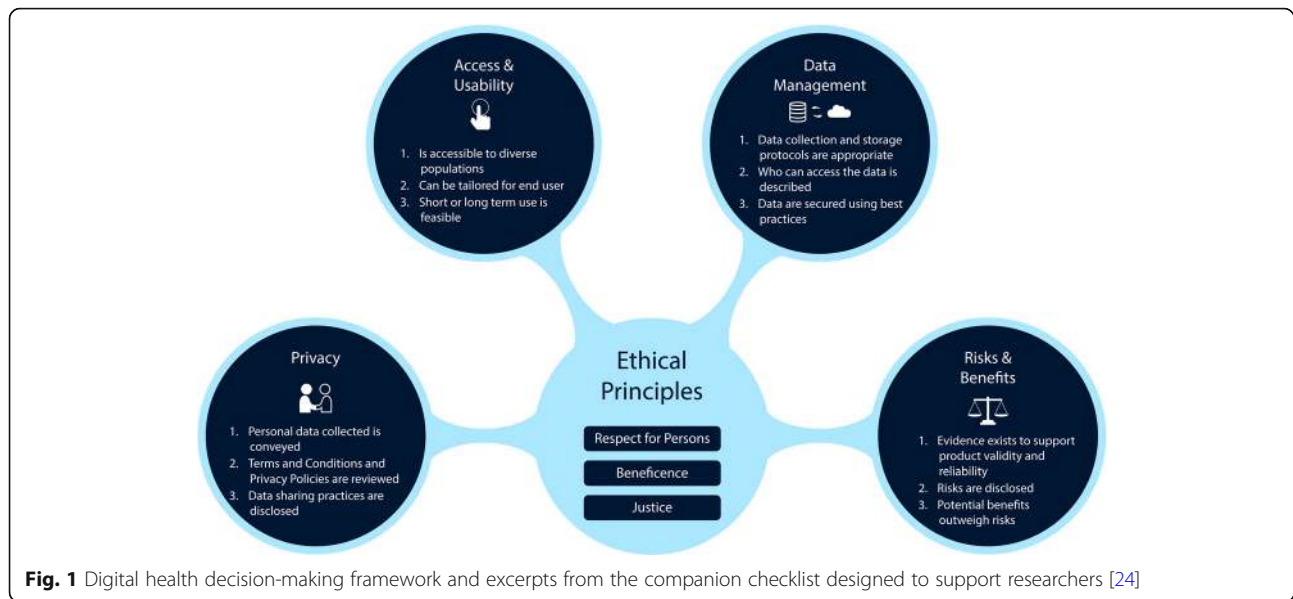 Access &
Usability
1. Is accessible to diverse
populations
2. Can be tailored for end user
3. Short or long term use is
feasible
Data
Management
1. Data collection and storage
protocols are appropriate
2. Who can access the data is
described
3. Data are secured using best
practices
Privacy
1. Personal data collected is
conveyed
2. Terms and Conditions and
Privacy Policies are reviewed
3. Data sharing practices are
disclosed
Ethical
Principles
Respect for Persons
Beneficence
Justice
Risks &
Benefits
1. Evidence exists to support
product validity and
reliability
2. Risks are disclosed
3. Potential benefits
outweigh risks
Fig. 1 Digital health decision-making framework and excerpts from the companion checklist designed to support researchers [24]